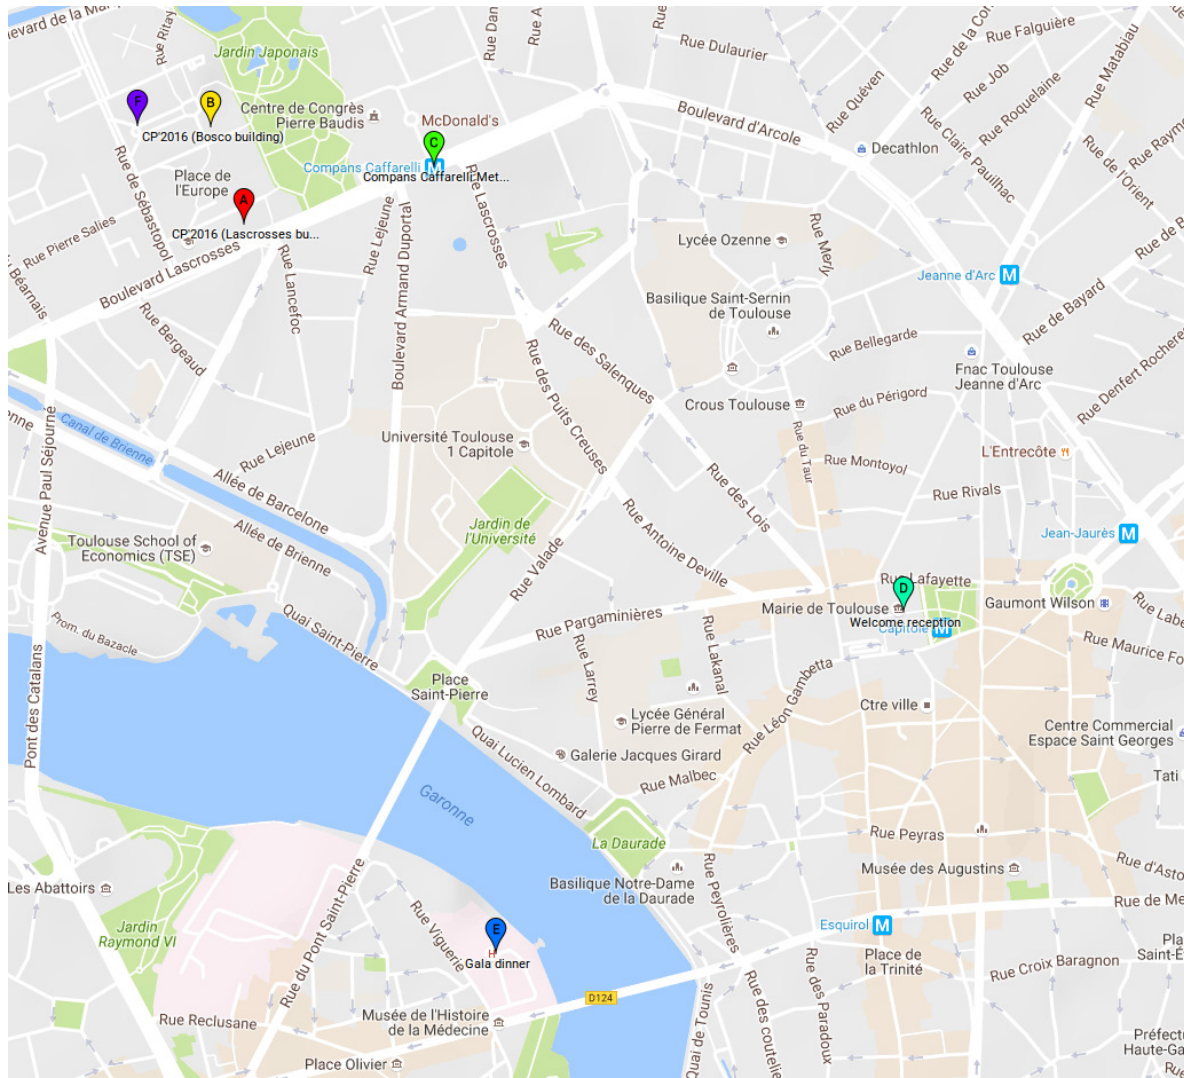 levard de la Marq
Rue Ritay
Jardin Japonais
Rue Dan
Rue A
Rue Dulaurier
Rue de la Con
Rue Falguière
Rue Matabiau
Rue Quéven
Rue Job
Rue Roquelaine
Rue Raym
F
B
CP'2016 (Bosco building)
Centre de Congrès
Pierre Baudis
McDonald's
C
Compans Caffarelli
M
Compans Caffarelli Met...
Boulevard d'Arcole
Decathlon
Rue Claire Pauilhac
Rue de l'Orient
Place de
l'Europe
Rue de Sébastopol
A
CP'2016 (Lascrosses bu...
Rue Pierre Salies
Béarnais
Boulevard Lascrosses
Rue Lancefoc
Rue Lejeune
Boulevard Armand Duportal
Rue Lascrosses
Lycée Ozenne
Rue Merly
Jeanne d'Arc
M
Rue de B
Rue de Bayard
Basilique Saint-Sernin
de Toulouse
Rue Bergeaud
Rue des Salenques
Rue Bellegarde
Fnac Toulouse
Jeanne d'Arc
Rue Denfert Rocherea
Rue des Puits Creuses
Crous Toulouse
Rue du Périgord
enne
Canal de Brienne
Avenue Paul Séjourné
Rue Lejeune
Université Toulouse
1 Capitole
Rue du Taur
L'Entrecôte
Rue Montoyol
Rue Rivals
Allée de Barcelone
Allée de Brienne
Jardin de
l'Université
Rue des Lois
Jean-Jaurès
M
Toulouse School of
Economics (TSE)
Rue Valade
Rue Antoine Deville
Rue Lafayette
D
Mairie de Toulouse
Welcome reception
Capitole
M
Gaumont Wilson
Rue Labe
Prom. du Bazacle
Quai Saint-Pierre
Rue Pargaminières
Rue Larrey
Rue Lakanal
Rue Maurice Fo
Pont des Catalans
Place
Saint-Pierre
Rue Léon Gambetta
Ctre ville
Lycée Général
Pierre de Fermat
Centre Commercial
Espace Saint Georges
Quai Lucien Lombard
Galerie Jacques Girard
Rue Malbec
Tati
Garonne
La Daurade
Rue Peyras
Les Abattoirs
Basilique Notre-Dame
de la Daurade
Musée des Augustins
Rue d'Asto
Rue de Me
Jardin
Raymond VI
Rue du Pont Saint-Pierre
Rue Viguerie
E
H
Gala dinner
Rue Peyrolières
Esquirol
M
Place de
la Trinité
Pla
Saint-É
Rue Croix Baragnon
D124
Rue Reclusane
Musée de l'Histoire
de la Médecine
Quai de Tounis
Rue des coutelie
Rue des Paradoux
Préfectu
Haute-Ga
Place Olivier
Rue